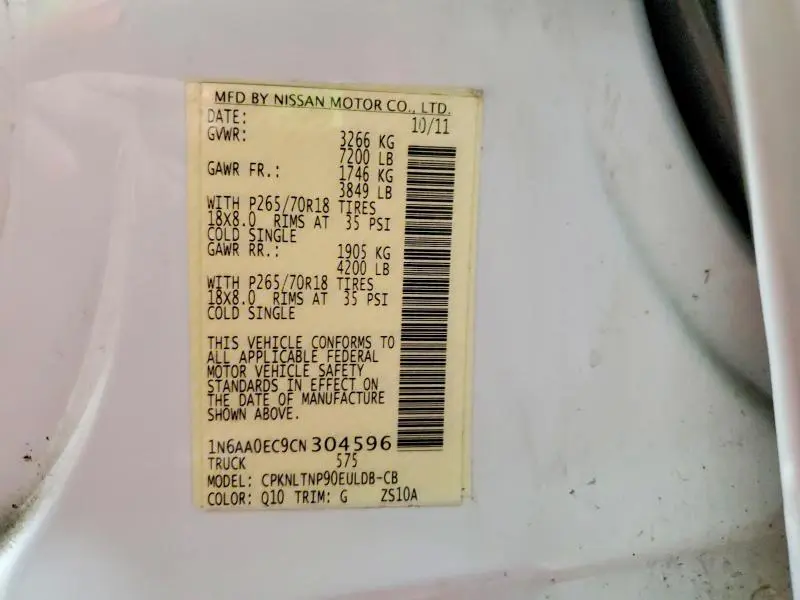 MFD BY NISSAN MOTOR CO., LTD.
DATE: 10/11
GVWR: 3266 KG
7200 LB
GAWR FR.: 1746 KG
3849 LB
WITH P265/70R18 TIRES
18X8.0 RIMS AT 35 PSI
COLD SINGLE
GAWR RR.: 1905 KG
4200 LB
WITH P265/70R18 TIRES
18X8.0 RIMS AT 35 PSI
COLD SINGLE
THIS VEHICLE CONFORMS TO
ALL APPLICABLE FEDERAL
MOTOR VEHICLE SAFETY
STANDARDS IN EFFECT ON
THE DATE OF MANUFACTURE
SHOWN ABOVE.
1N6AA0EC9CN304596
TRUCK 575
MODEL: CPKNLTNP90EULDB-CB
COLOR: Q10 TRIM: G ZS10A